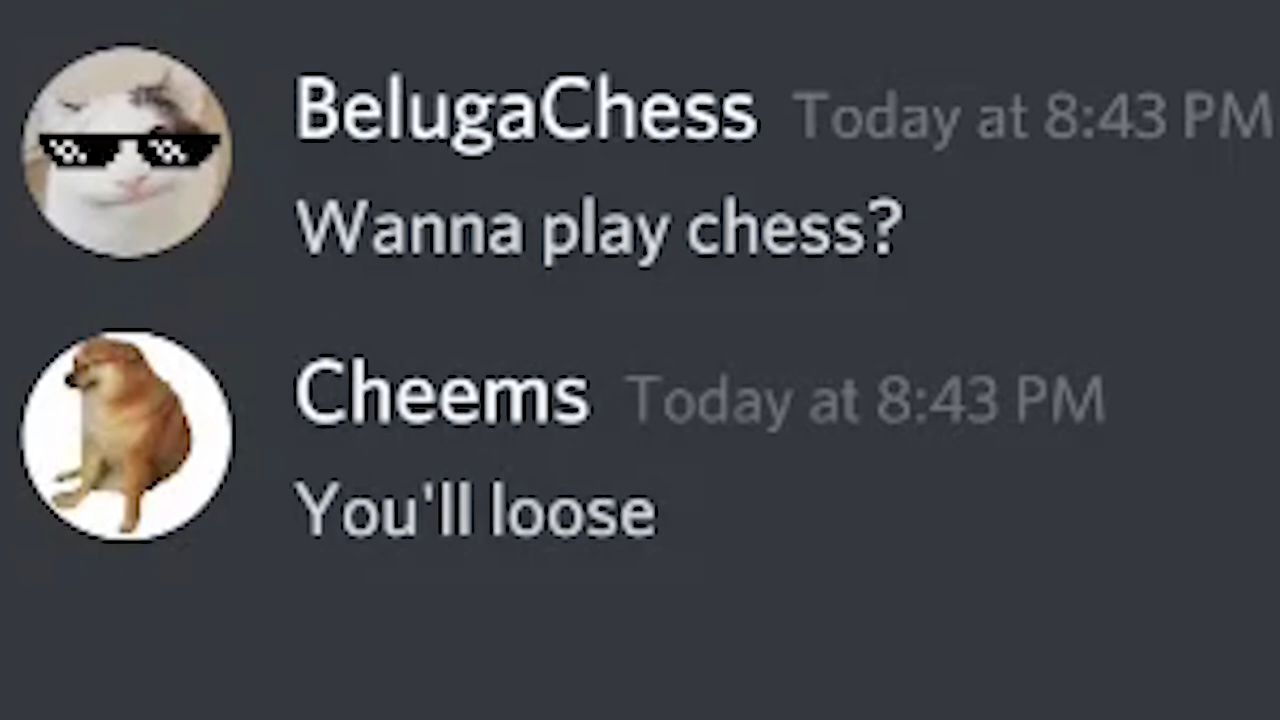 BelugaChess Today at 8:43 PM
Wanna play chess?
Cheems Today at 8:43 PM
You'll loose